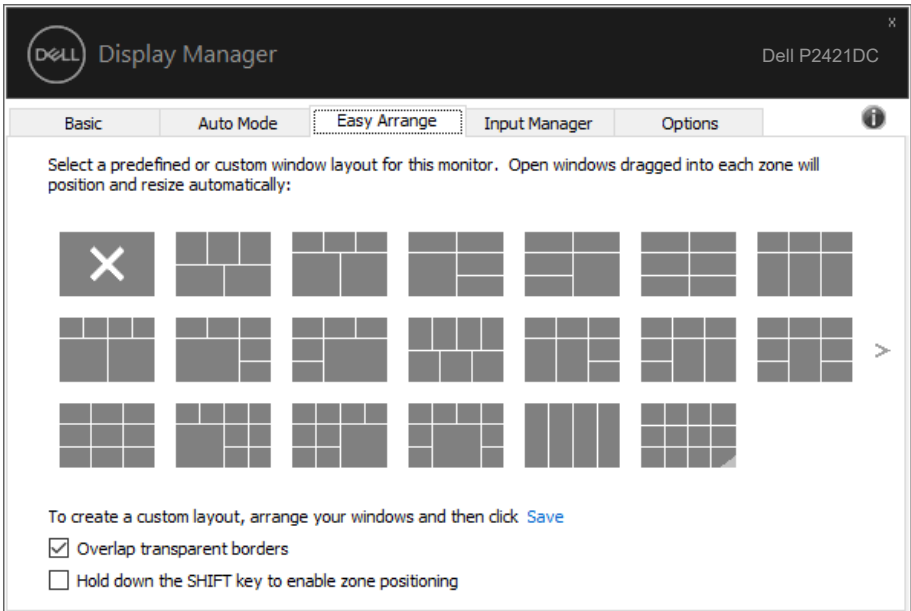 x
DELL Display Manager
Dell P2421DC
Basic Auto Mode Easy Arrange Input Manager Options
Select a predefined or custom window layout for this monitor. Open windows dragged into each zone will
position and resize automatically:
>
To create a custom layout, arrange your windows and then click Save
Overlap transparent borders
Hold down the SHIFT key to enable zone positioning